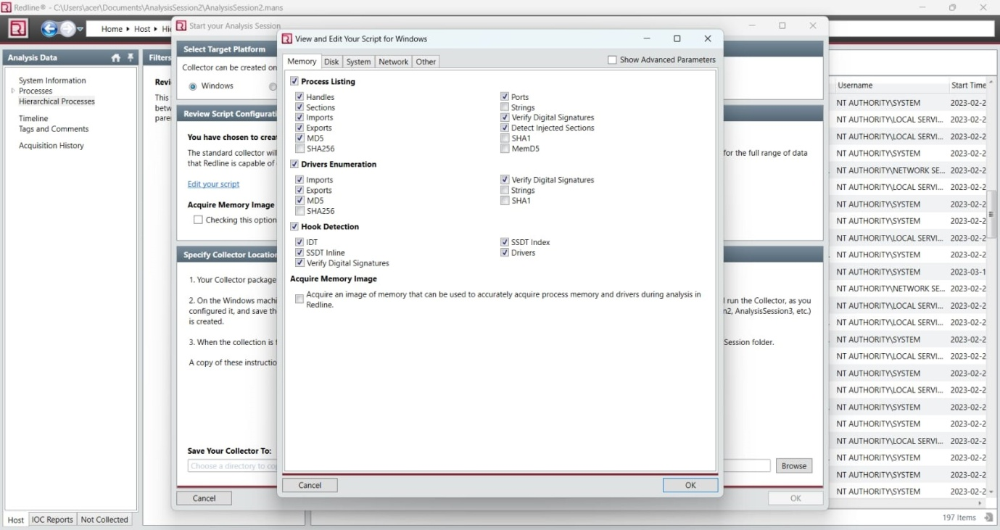 Redline® - C:\Users\acer\Documents\AnalysisSession2\AnalysisSession2.mans
Home
Host
Analysis Data
System Information
Processes
Hierarchical Processes
Timeline
Tags and Comments
Acquisition History
Host
IOC Reports
Not Collected
Filters
This
Start your Analysis Session
Select Target Platform
Collector can be created on
Windows
Review Script Configurati
You have chosen to crea
The standard collector will
for the full range of data
that Redline is capable of
Edit your script
Acquire Memory Image
Checking this option
Specify Collector Location
1. Your Collector package
2. On the Windows machi
run the Collector, as you
configured it, and save th
n2, AnalysisSession3, etc.)
is created.
3. When the collection is f
Session folder.
A copy of these instructio
Save Your Collector To:
Choose a directory to co
Browse
Cancel
OK
View and Edit Your Script for Windows
Memory
Disk
System
Network
Other
Show Advanced Parameters
Process Listing
Handles
Ports
Sections
Strings
Imports
Verify Digital Signatures
Exports
Detect Injected Sections
MD5
SHA1
SHA256
MemD5
Drivers Enumeration
Imports
Verify Digital Signatures
Exports
Strings
MD5
SHA1
SHA256
Hook Detection
IDT
SSDT Index
SSDT Inline
Drivers
Verify Digital Signatures
Acquire Memory Image
Acquire an image of memory that can be used to accurately acquire process memory and drivers during analysis in
Redline.
Cancel
OK
Username Start Time
NT AUTHORITY\SYSTEM 2023-02-2
NT AUTHORITY\LOCAL SERVI... 2023-02-2
NT AUTHORITY\LOCAL SERVI... 2023-02-2
NT AUTHORITY\SYSTEM 2023-02-2
NT AUTHORITY\NETWORK SE... 2023-02-2
NT AUTHORITY\LOCAL SERVI... 2023-02-2
NT AUTHORITY\SYSTEM 2023-02-2
NT AUTHORITY\SYSTEM 2023-02-2
NT AUTHORITY\LOCAL SERVI... 2023-02-2
NT AUTHORITY\SYSTEM 2023-02-2
NT AUTHORITY\SYSTEM 2023-03-1
NT AUTHORITY\NETWORK SE... 2023-02-2
NT AUTHORITY\LOCAL SERVI... 2023-02-2
NT AUTHORITY\LOCAL SERVI... 2023-02-2
NT AUTHORITY\SYSTEM 2023-02-2
NT AUTHORITY\LOCAL SERVI... 2023-02-2
NT AUTHORITY\SYSTEM 2023-02-2
NT AUTHORITY\LOCAL SERVI... 2023-02-2
NT AUTHORITY\SYSTEM 2023-02-2
NT AUTHORITY\SYSTEM 2023-02-2
NT AUTHORITY\LOCAL SERVI... 2023-02-2
NT AUTHORITY\SYSTEM 2023-02-2
NT AUTHORITY\SYSTEM 2023-02-2
NT AUTHORITY\SYSTEM 2023-02-2
197 Items